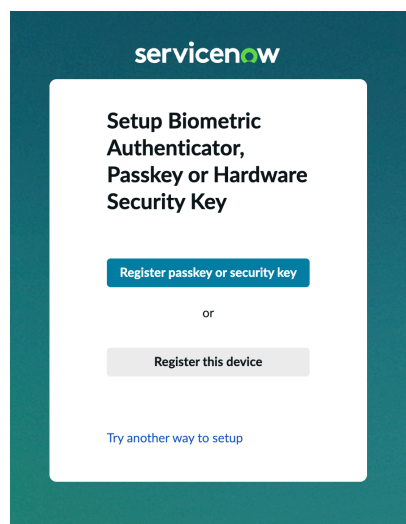 servicenow
Setup Biometric
Authenticator,
Passkey or Hardware
Security Key
Register passkey or security key
or
Register this device
Try another way to setup